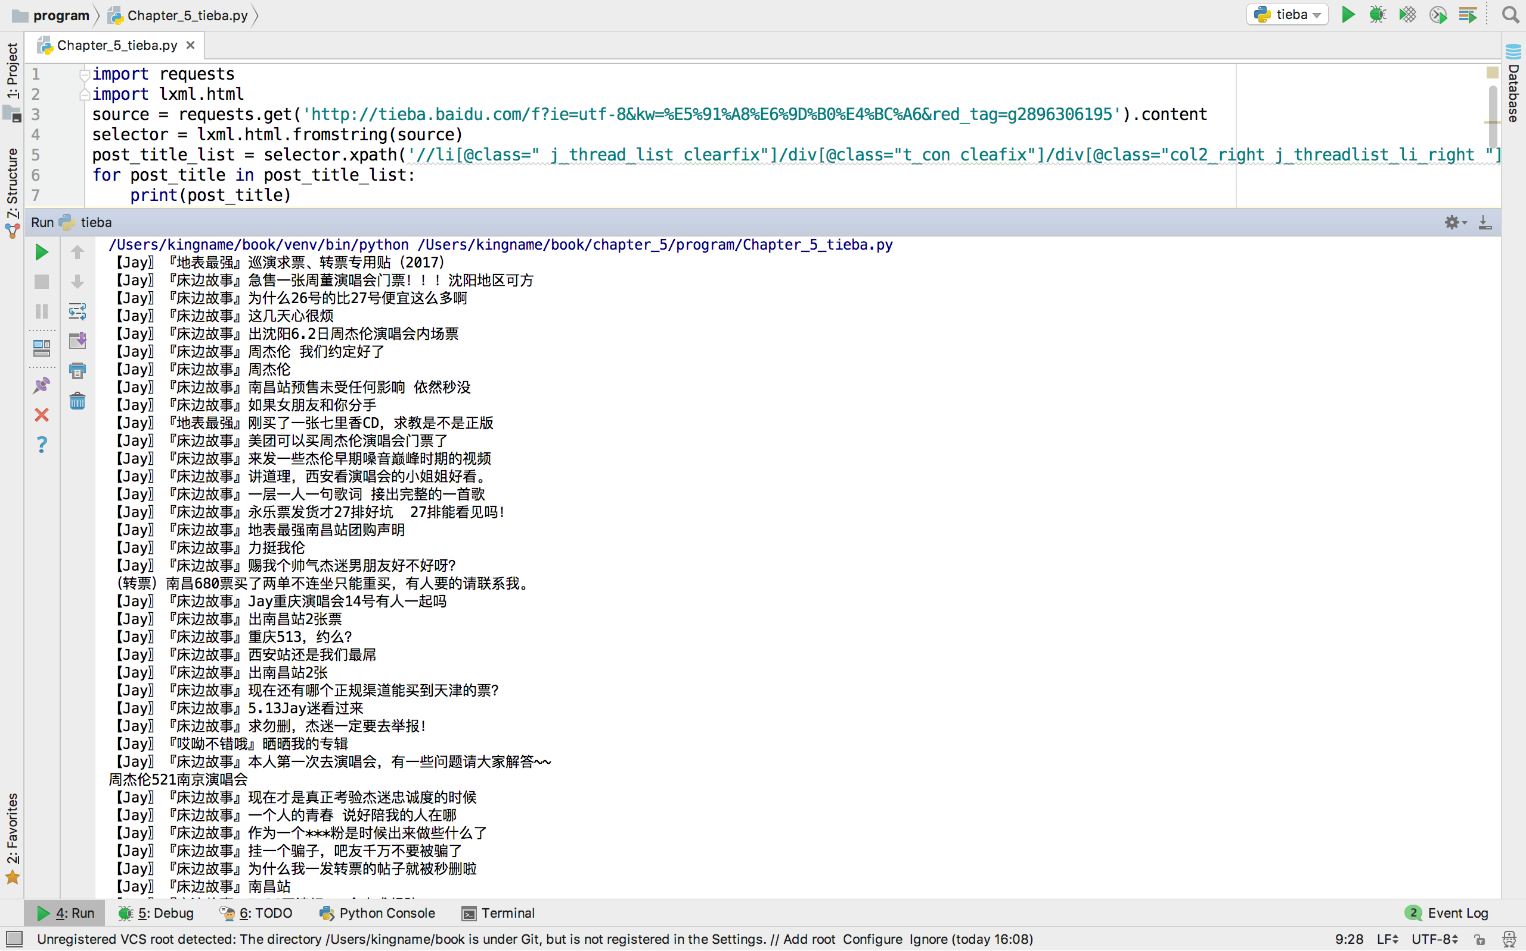 program
Chapter_5_tieba.py
tieba
Chapter_5_tieba.py
1: Project
7: Structure
2: Favorites
Database
1 import requests
2 import lxml.html
3 source = requests.get('http://tieba.baidu.com/f?ie=utf-8&kw=%E5%91%A8%E6%9D%B0%E4%BC%A6&red_tag=g2896306195').content
4 selector = lxml.html.fromstring(source)
5 post_title_list = selector.xpath('//li[@class=" j_thread_list clearfix"]/div[@class="t_con cleafix"]/div[@class="col2_right j_threadlist_li_right "]
6 for post_title in post_title_list:
7 print(post_title)
Run tieba
/Users/kingname/book/venv/bin/python /Users/kingname/book/chapter_5/program/Chapter_5_tieba.py
【Jay】『地表最强』巡演求票、转票专用贴（2017）
【Jay】『床边故事』急售一张周董演唱会门票！！！沈阳地区可方
【Jay】『床边故事』为什么26号的比27号便宜这么多啊
【Jay】『床边故事』这几天心很烦
【Jay】『床边故事』出沈阳6.2日周杰伦演唱会内场票
【Jay】『床边故事』周杰伦 我们约定好了
【Jay】『床边故事』周杰伦
【Jay】『床边故事』南昌站预售未受任何影响 依然秒没
【Jay】『床边故事』如果女朋友和你分手
【Jay】『地表最强』刚买了一张七里香CD，求教是不是正版
【Jay】『床边故事』美团可以买周杰伦演唱会门票了
【Jay】『床边故事』来发一些杰伦早期嗓音巅峰时期的视频
【Jay】『床边故事』讲道理，西安看演唱会的小姐姐好看。
【Jay】『床边故事』一层一人一句歌词 接出完整的一首歌
【Jay】『床边故事』永乐票发货才27排好坑  27排能看见吗！
【Jay】『床边故事』地表最强南昌站团购声明
【Jay】『床边故事』力挺我伦
【Jay】『床边故事』赐我个帅气杰迷男朋友好不好呀？
（转票）南昌680票买了两单不连坐只能重买，有人要的请联系我。
【Jay】『床边故事』Jay重庆演唱会14号有人一起吗
【Jay】『床边故事』出南昌站2张票
【Jay】『床边故事』重庆513，约么？
【Jay】『床边故事』西安站还是我们最屌
【Jay】『床边故事』出南昌站2张
【Jay】『床边故事』现在还有哪个正规渠道能买到天津的票？
【Jay】『床边故事』5.13Jay迷看过来
【Jay】『床边故事』求勿删，杰迷一定要去举报！
【Jay】『哎呦不错哦』晒晒我的专辑
【Jay】『床边故事』本人第一次去演唱会，有一些问题请大家解答~~
周杰伦521南京演唱会
【Jay】『床边故事』现在才是真正考验杰迷忠诚度的时候
【Jay】『床边故事』一个人的青春 说好陪我的人在哪
【Jay】『床边故事』作为一个***粉是时候出来做些什么了
【Jay】『床边故事』挂一个骗子，吧友千万不要被骗了
【Jay】『床边故事』为什么我一发转票的帖子就被秒删啦
【Jay】『床边故事』南昌站
4: Run
5: Debug
6: TODO
Python Console
Terminal
2 Event Log
Unregistered VCS root detected: The directory /Users/kingname/book is under Git, but is not registered in the Settings. // Add root Configure Ignore (today 16:08)
9:28 LF UTF-8